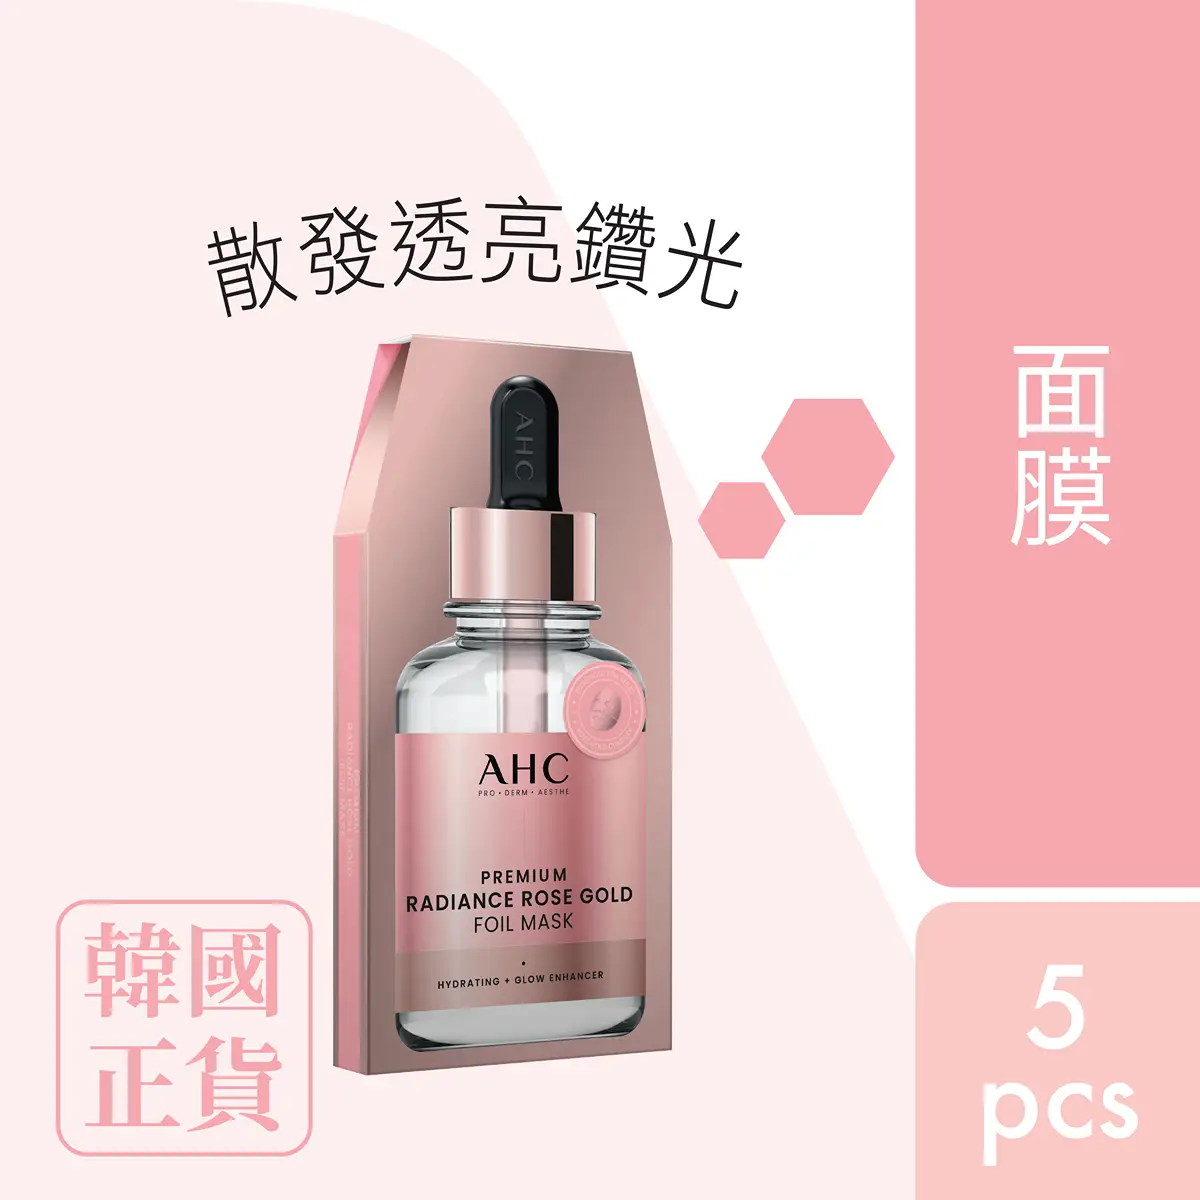 散發透亮鑽光
面膜
AHC
AHC
PRO • DERM • AESTHE
PREMIUM
RADIANCE ROSE GOLD
FOIL MASK
HYDRATING + GLOW ENHANCER
韓國
正貨
5
pcs